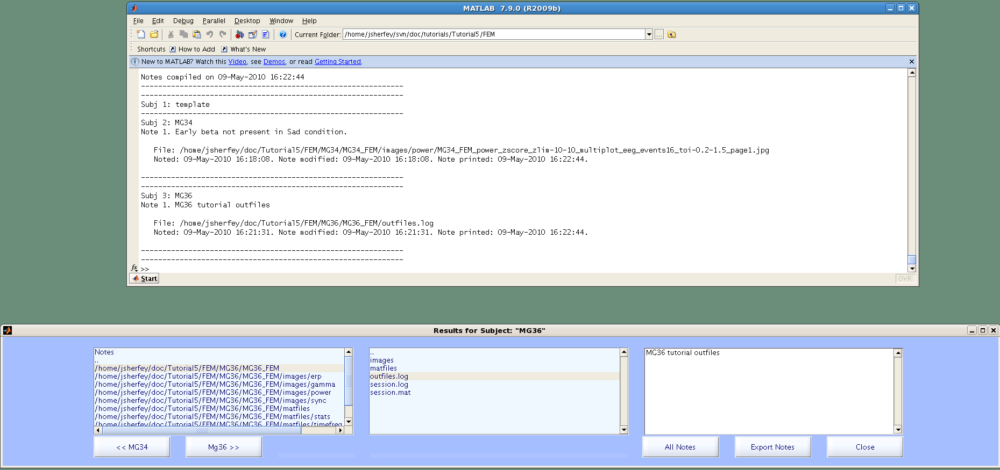 MATLAB 7.9.0 (R2009b)
File Edit Debug Parallel Desktop Window Help
Current Folder: /home/jsherfey/svn/doc/tutorials/Tutorial5/FEM ...
Shortcuts How to Add What's New
New to MATLAB? Watch this Video, see Demos, or read Getting Started.
Notes compiled on 09-May-2010 16:22:44
------------------------------------------------------------
------------------------------------------------------------
Subj 1: template
------------------------------------------------------------
Subj 2: MG34
Note 1. Early beta not present in Sad condition.
File: /home/jsherfey/doc/Tutorial5/FEM/MG34/MG34_FEM/images/power/MG34_FEM_power_zscore_zlim-10-10_multiplot_eeg_events16_toi-0.2-1.5_page1.jpg
Noted: 09-May-2010 16:18:08. Note modified: 09-May-2010 16:18:08. Note printed: 09-May-2010 16:22:44.
------------------------------------------------------------
------------------------------------------------------------
Subj 3: MG36
Note 1. MG36 tutorial outfiles
File: /home/jsherfey/doc/Tutorial5/FEM/MG36/MG36_FEM/outfiles.log
Noted: 09-May-2010 16:21:31. Note modified: 09-May-2010 16:21:31. Note printed: 09-May-2010 16:22:44.
------------------------------------------------------------
------------------------------------------------------------
fx >>
Start
OVR
Results for Subject: "MG36"
Notes
..
/home/jsherfey/doc/Tutorial5/FEM/MG36/MG36_FEM
/home/jsherfey/doc/Tutorial5/FEM/MG36/MG36_FEM/images/erp
/home/jsherfey/doc/Tutorial5/FEM/MG36/MG36_FEM/images/gamma
/home/jsherfey/doc/Tutorial5/FEM/MG36/MG36_FEM/images/power
/home/jsherfey/doc/Tutorial5/FEM/MG36/MG36_FEM/images/sync
/home/jsherfey/doc/Tutorial5/FEM/MG36/MG36_FEM/matfiles
/home/jsherfey/doc/Tutorial5/FEM/MG36/MG36_FEM/matfiles/stats
/home/jsherfey/doc/Tutorial5/FEM/MG36/MG36_FEM/matfiles/timefreq
..
images
matfiles
outfiles.log
session.log
session.mat
MG36 tutorial outfiles
<< MG34
Mg36 >>
All Notes
Export Notes
Close